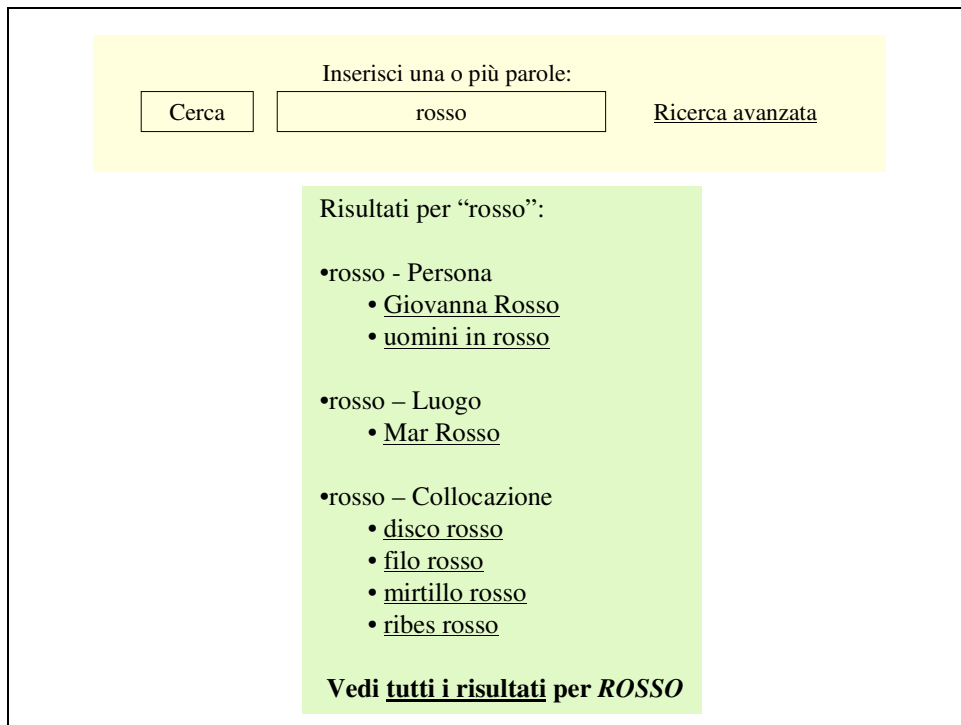 Inserisci una o più parole:
Cerca rosso Ricerca avanzata
Risultati per “rosso”:
•rosso - Persona
• Giovanna Rosso
• uomini in rosso
•rosso – Luogo
• Mar Rosso
•rosso – Collocazione
• disco rosso
• filo rosso
• mirtillo rosso
• ribes rosso
Vedi tutti i risultati per ROSSO